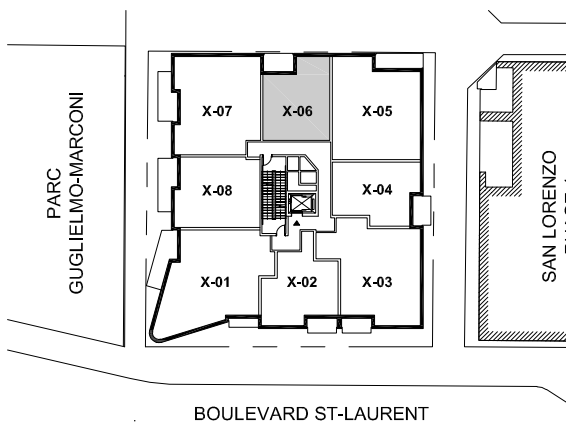 PARC
GUGLIELMO-MARCONI
X-07
X-06
X-05
X-08
X-04
X-01
X-02
X-03
SAN LORENZO
BOULEVARD ST-LAURENT